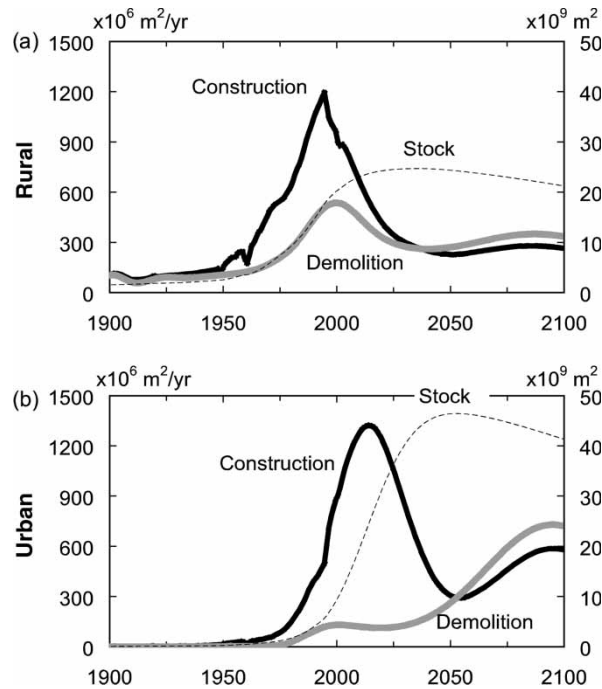 x10⁶ m²/yr x10⁹ m²
(a) 1500 50
Construction
1200 40
Stock
900 30
Rural
600 20
300 10
Demolition
0 0
1900 1950 2000 2050 2100
x10⁶ m²/yr x10⁹ m²
(b) 1500 50
Stock
1200 40
Construction
900 30
Urban
600 20
300 10
Demolition
0 0
1900 1950 2000 2050 2100